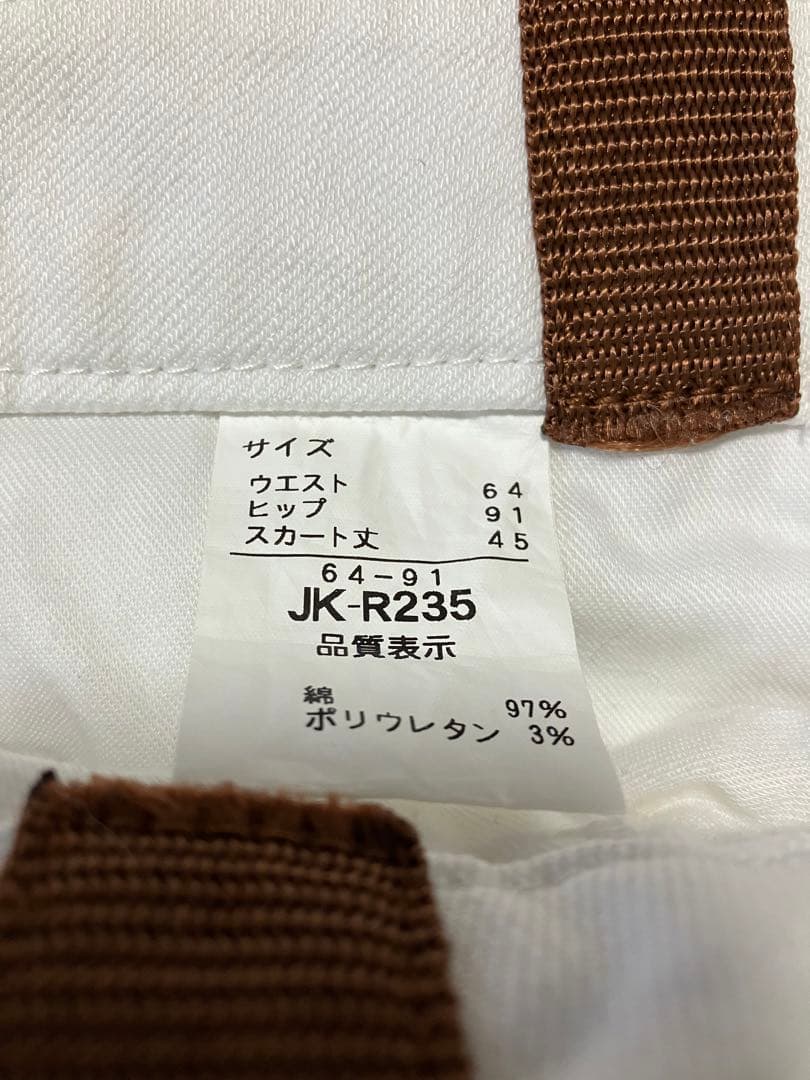 サイズ
ウエスト 64
ヒップ 91
スカート丈 45
64-91
JK-R235
品質表示
綿 97%
ポリウレタン 3%